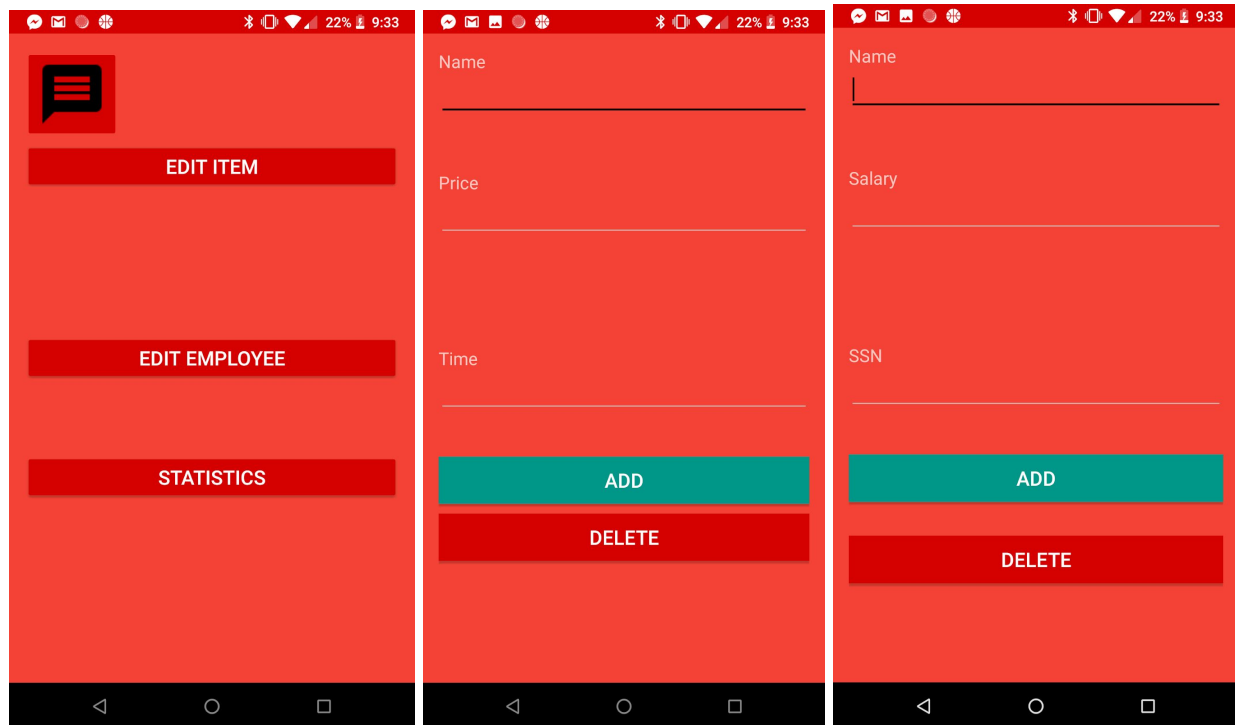 22% 9:33
EDIT ITEM
EDIT EMPLOYEE
STATISTICS
22% 9:33
Name
Price
Time
ADD
DELETE
22% 9:33
Name
Salary
SSN
ADD
DELETE